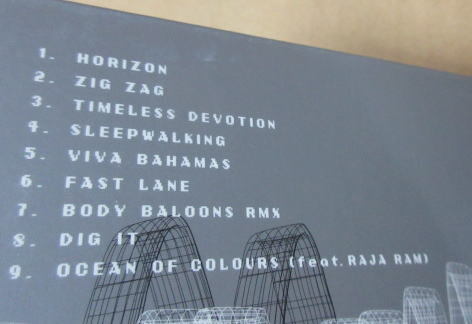 1. HORIZON
2. ZIG ZAG
3. TIMELESS DEVOTION
4. SLEEPWALKING
5. VIVA BAHAMAS
6. FAST LANE
7. BODY BALOONS RMX
8. DIG IT
9. OCEAN OF COLOURS (feat. RAJA RAM)